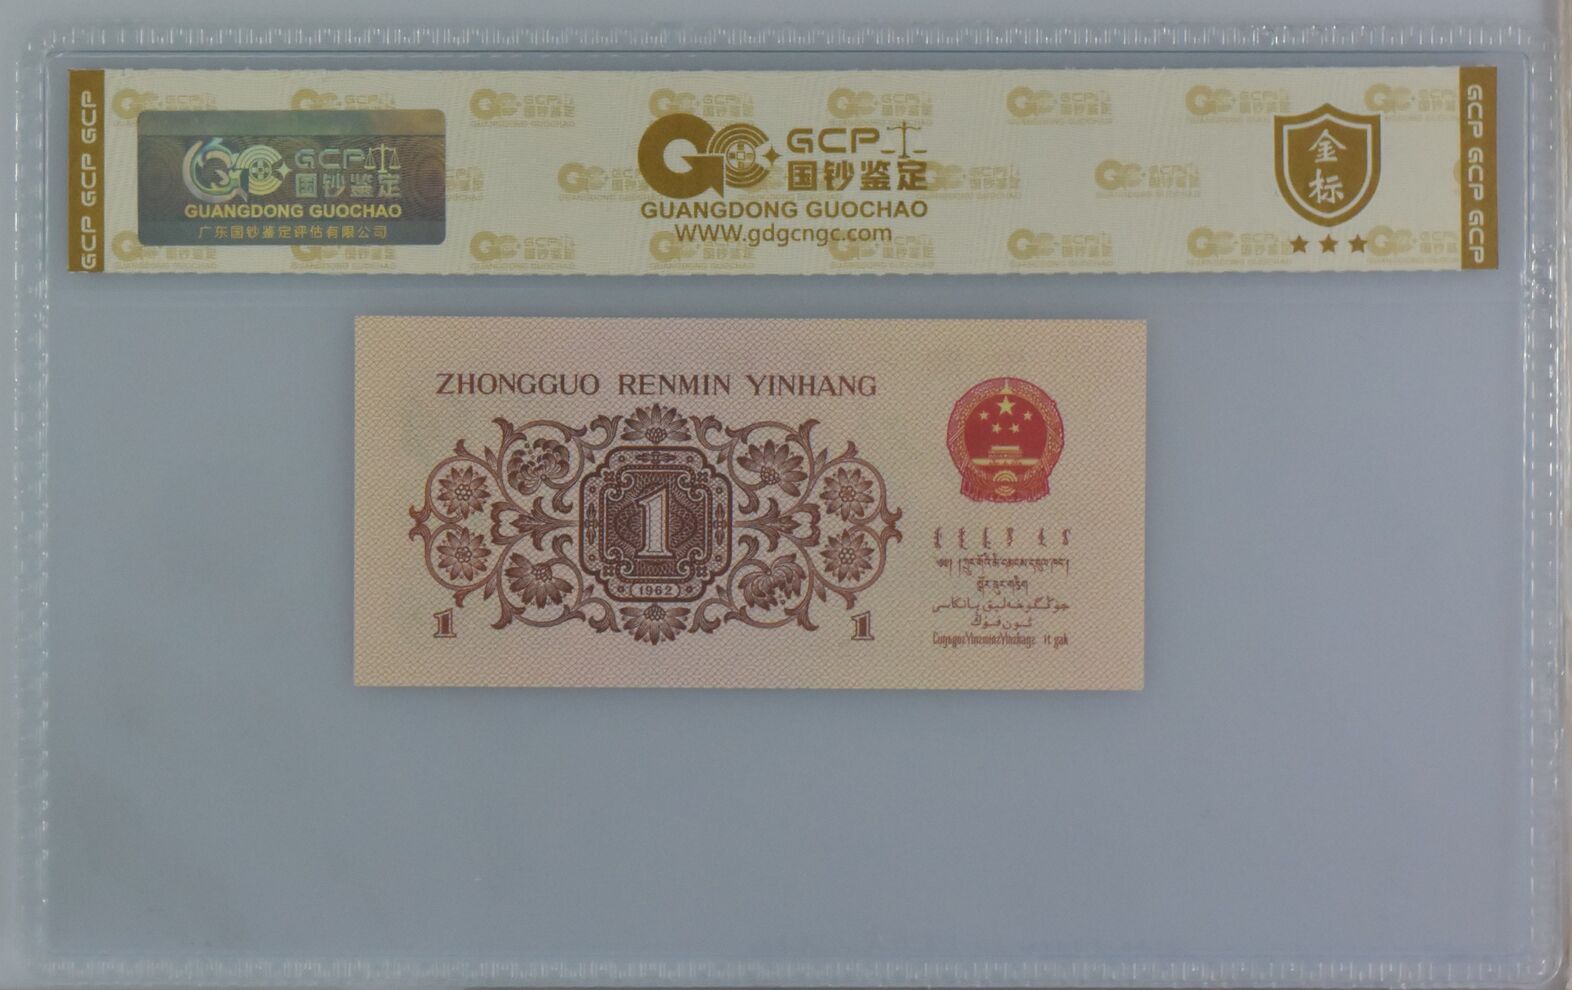 GCP GCP GCP
GCP
国钞鉴定
GUANGDONG GUOCHAO
广东国钞鉴定评估有限公司
GCP
国钞鉴定
GUANGDONG GUOCHAO
WWW.gdgcngc.com
金
标
GCP GCP GCP
ZHONGGUO RENMIN YINHANG
1
(1962)
1
1